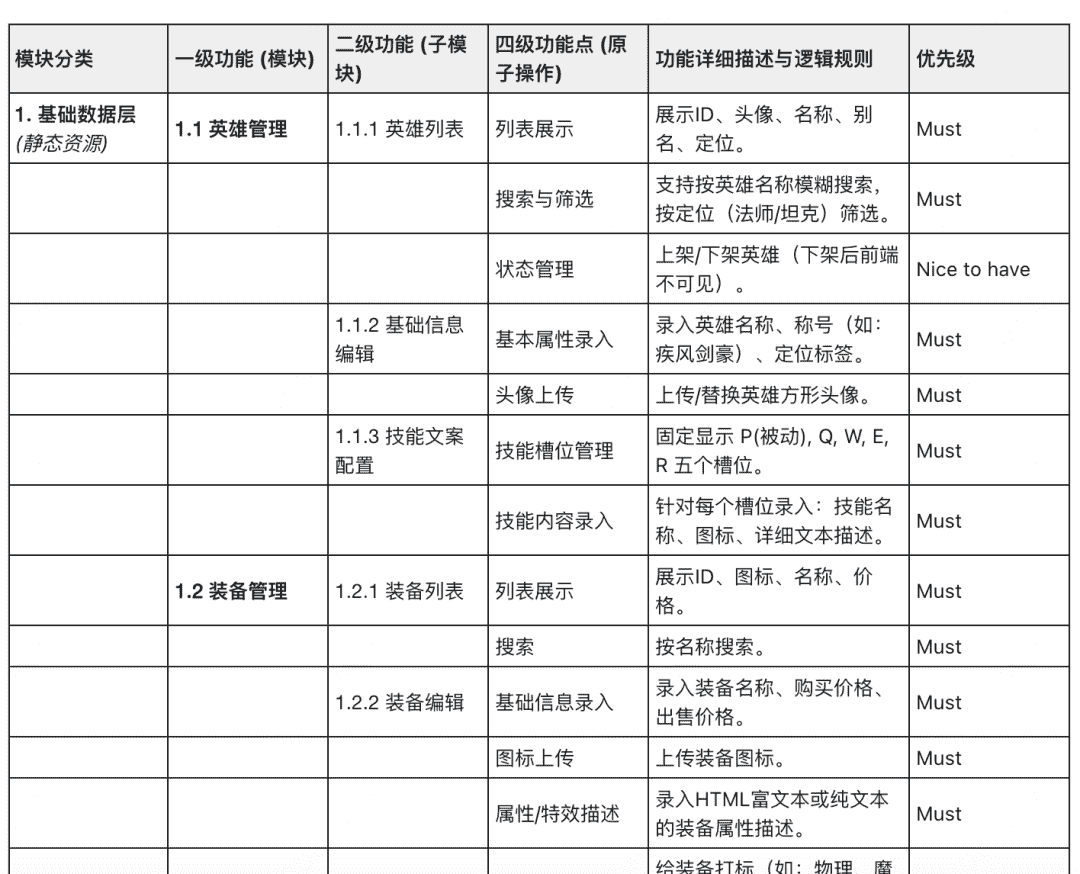 模块分类
一级功能 (模块)
二级功能 (子模
块)
四级功能点 (原
子操作)
功能详细描述与逻辑规则
优先级
1. 基础数据层
(静态资源)
1.1 英雄管理
1.1.1 英雄列表
列表展示
展示ID、头像、名称、别
名、定位。
Must
搜索与筛选
支持按英雄名称模糊搜索，
按定位（法师/坦克）筛选。
Must
状态管理
上架/下架英雄（下架后前端
不可见）。
Nice to have
1.1.2 基础信息
编辑
基本属性录入
录入英雄名称、称号（如：
疾风剑豪）、定位标签。
Must
头像上传
上传/替换英雄方形头像。
Must
1.1.3 技能文案
配置
技能槽位管理
固定显示 P(被动), Q, W, E,
R 五个槽位。
Must
技能内容录入
针对每个槽位录入：技能名
称、图标、详细文本描述。
Must
1.2 装备管理
1.2.1 装备列表
列表展示
展示ID、图标、名称、价
格。
Must
搜索
按名称搜索。
Must
1.2.2 装备编辑
基础信息录入
录入装备名称、购买价格、
出售价格。
Must
图标上传
上传装备图标。
Must
属性/特效描述
录入HTML富文本或纯文本
的装备属性描述。
Must
给装备打标（如：物理、魔